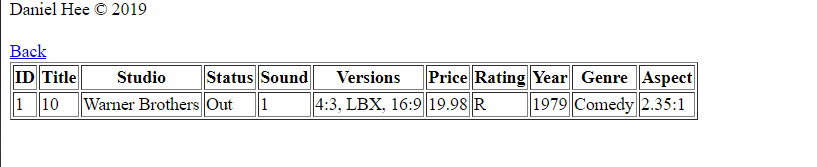 Daniel Hee © 2019
Back
ID Title Studio Status Sound Versions Price Rating Year Genre Aspect
1 10 Warner Brothers Out 1 4:3, LBX, 16:9 19.98 R 1979 Comedy 2.35:1